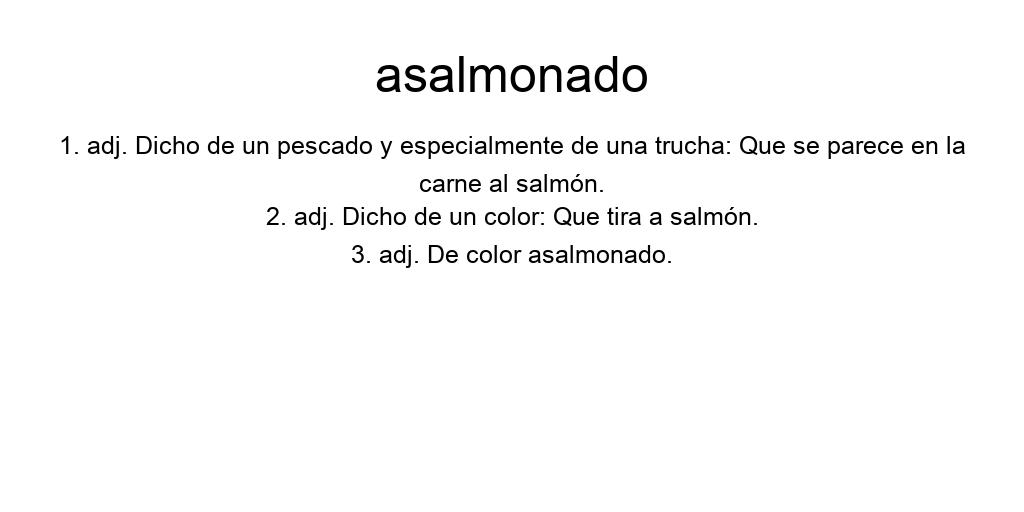 asalmonado
1. adj. Dicho de un pescado y especialmente de una trucha: Que se parece en la
carne al salmón.
2. adj. Dicho de un color: Que tira a salmón.
3. adj. De color asalmonado.